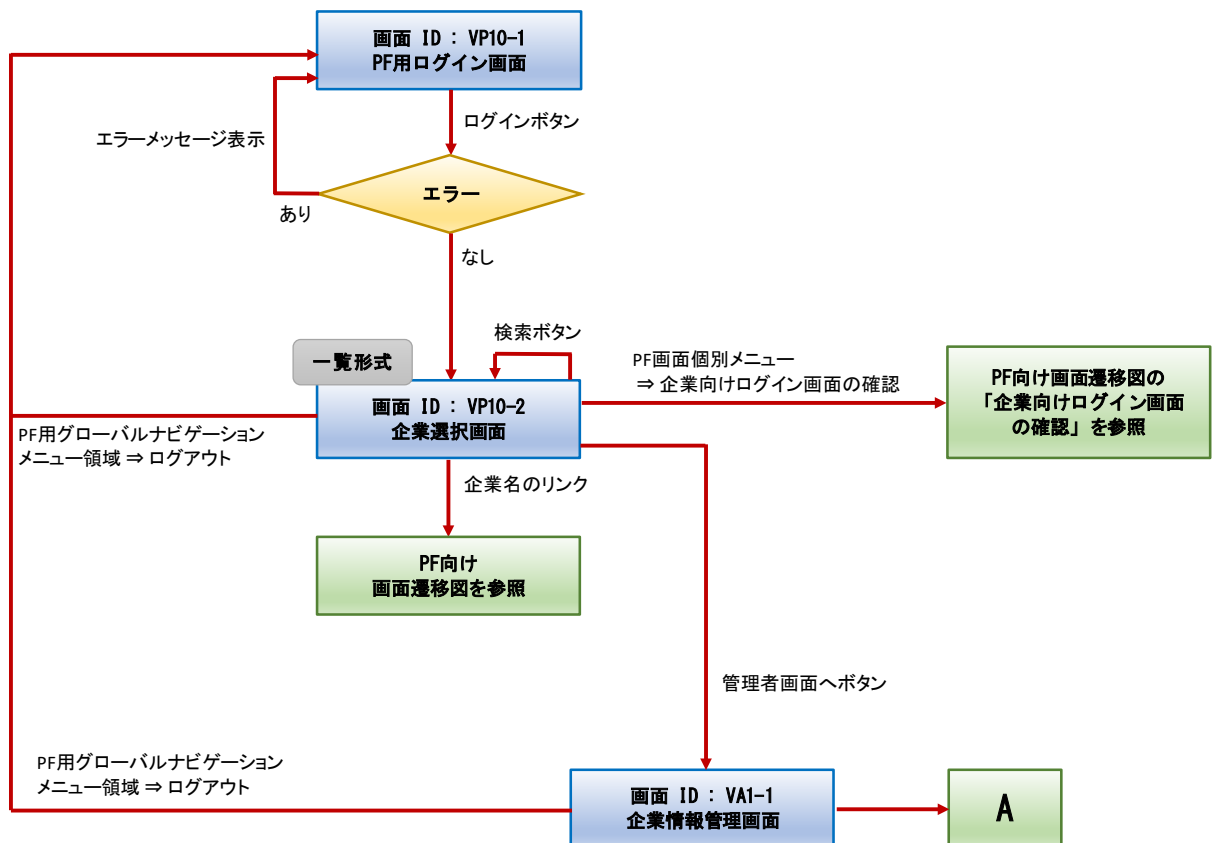 画面 ID : VP10-1
PF用ログイン画面
ログインボタン
エラーメッセージ表示
エラー
あり
なし
検索ボタン
一覧形式
PF画面個別メニュー
⇒ 企業向けログイン画面の確認
PF向け画面遷移図の
「企業向けログイン画面
の確認」を参照
画面 ID : VP10-2
企業選択画面
PF用グローバルナビゲーション
メニュー領域 ⇒ ログアウト
企業名のリンク
PF向け
画面遷移図を参照
管理者画面へボタン
PF用グローバルナビゲーション
メニュー領域 ⇒ ログアウト
画面 ID : VA1-1
企業情報管理画面
A